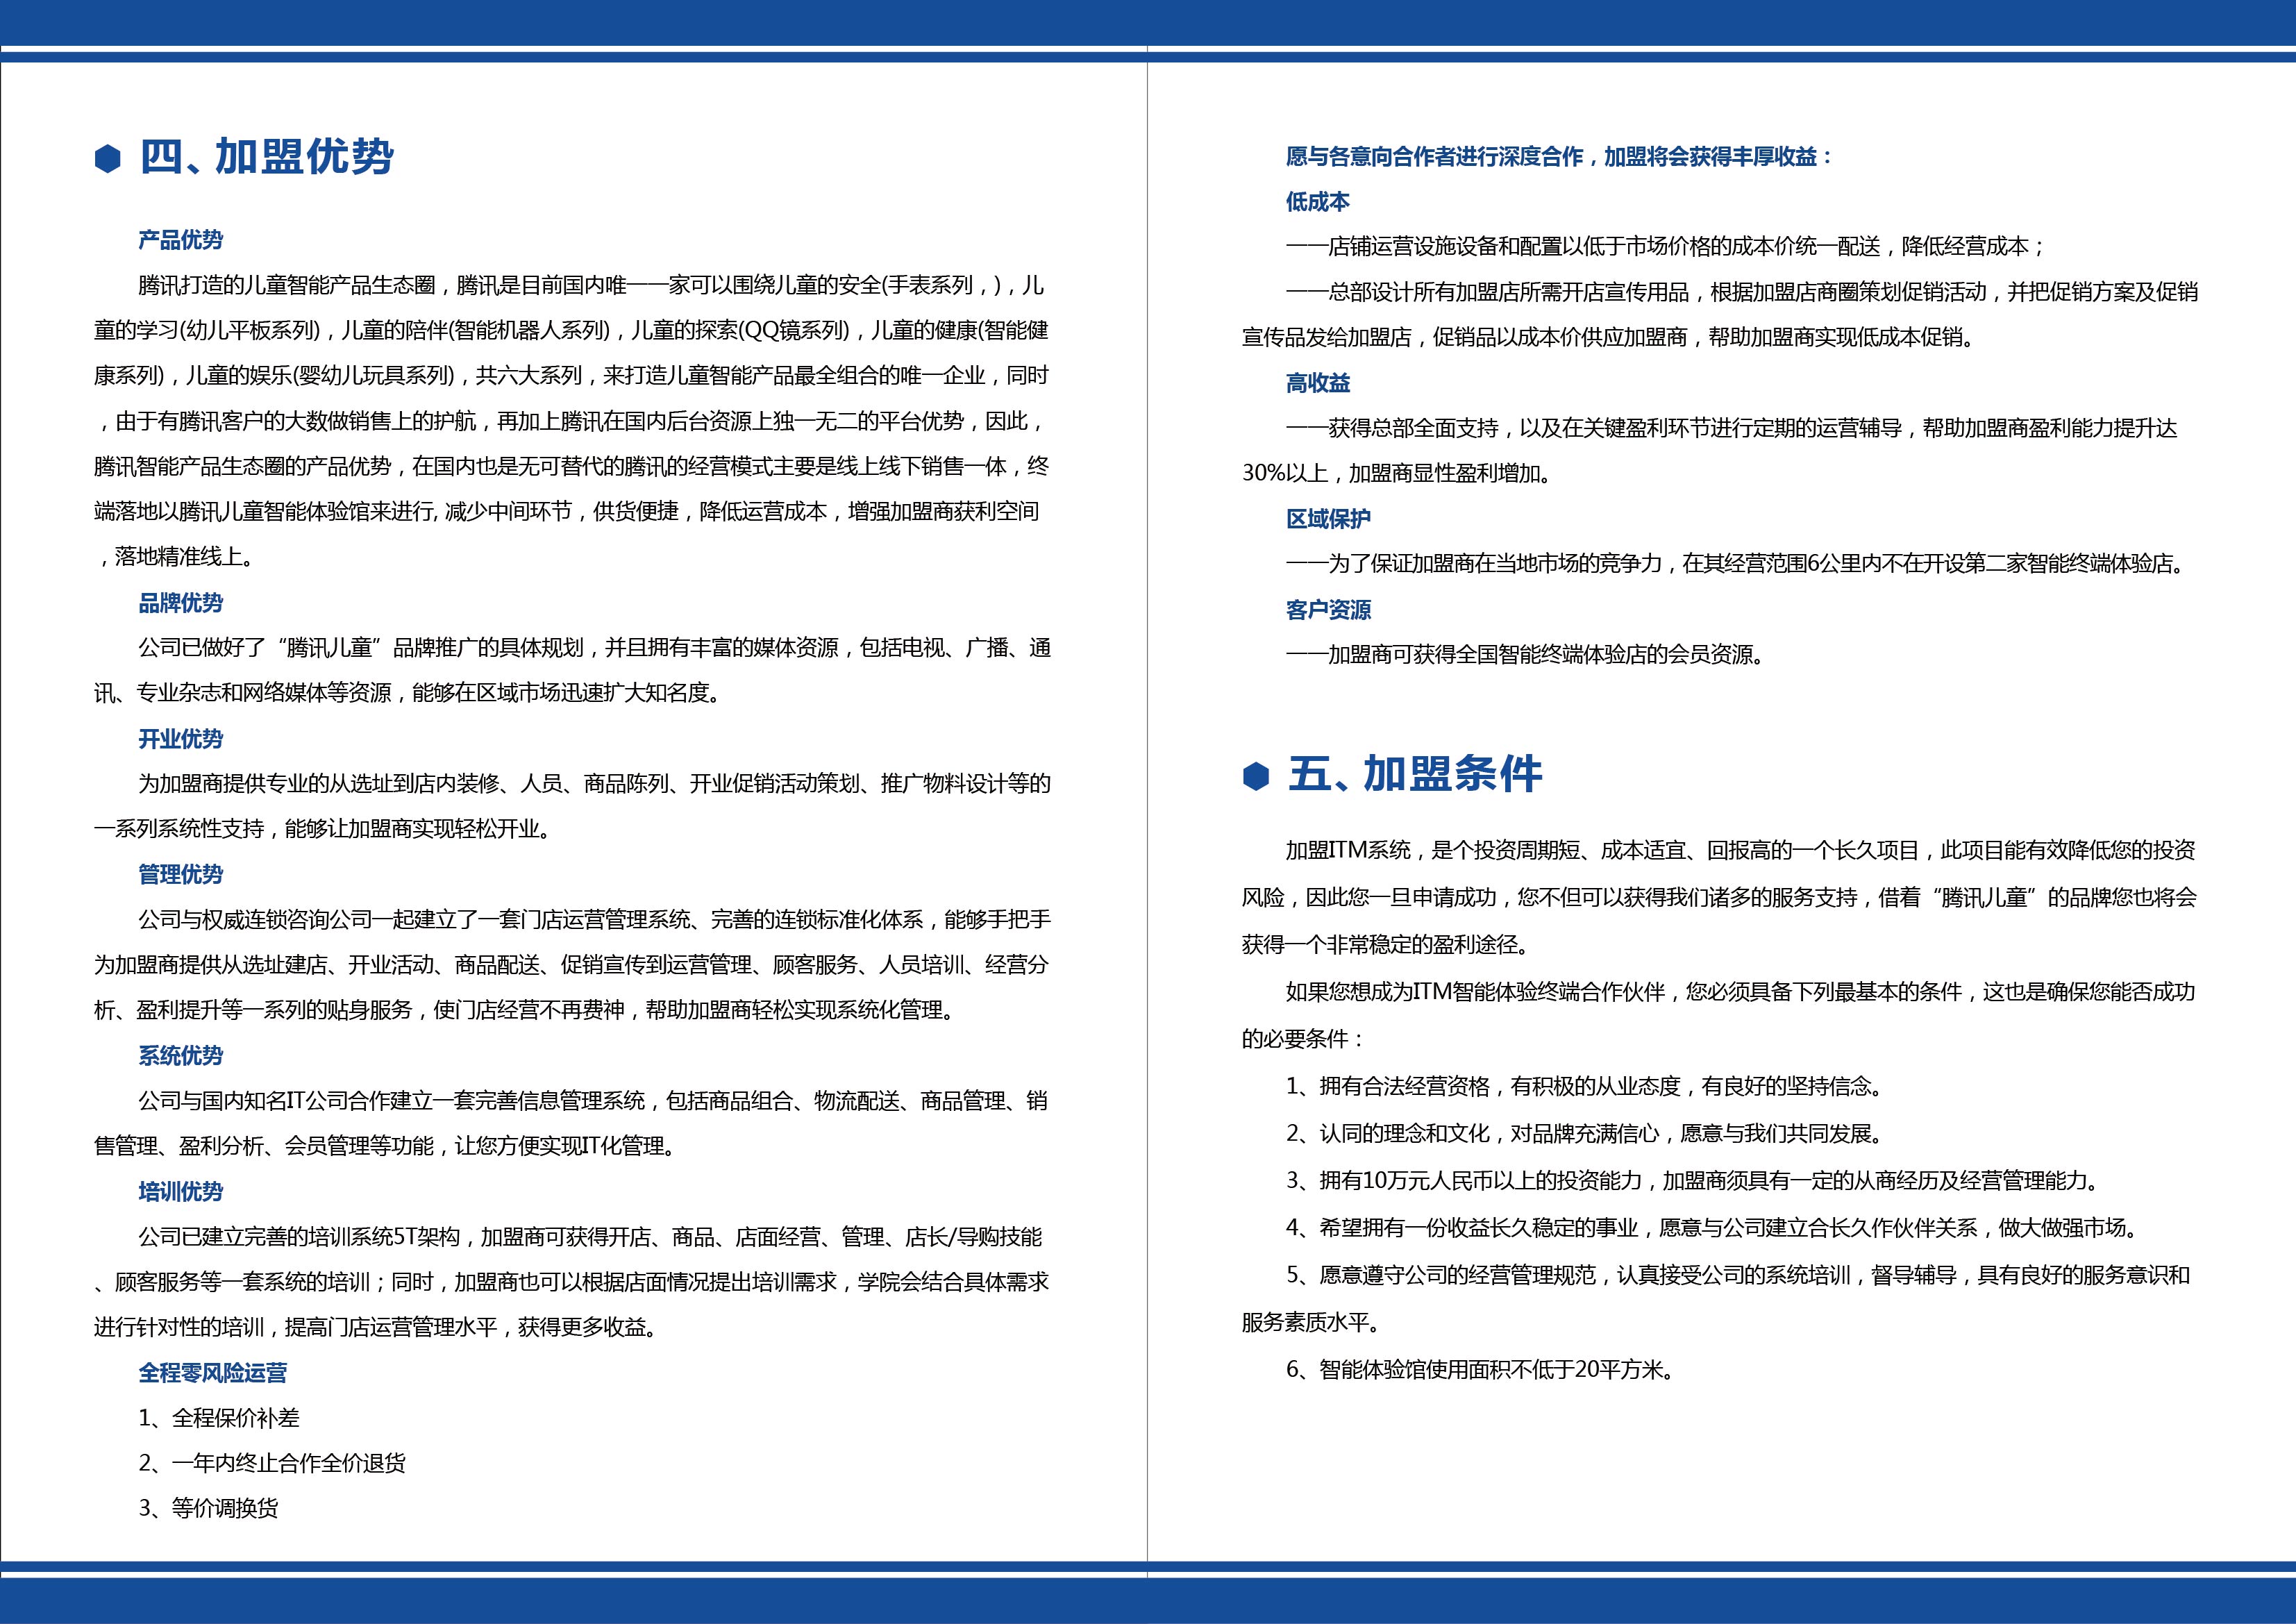 四、加盟优势
产品优势
腾讯打造的儿童智能产品生态圈，腾讯是目前国内唯一一家可以围绕儿童的安全(手表系列，)，儿
童的学习(幼儿平板系列)，儿童的陪伴(智能机器人系列)，儿童的探索(QQ镜系列)，儿童的健康(智能健
康系列)，儿童的娱乐(婴幼儿玩具系列)，共六大系列，来打造儿童智能产品最全组合的唯一企业，同时
，由于有腾讯客户的大数做销售上的护航，再加上腾讯在国内后台资源上独一无二的平台优势，因此，
腾讯智能产品生态圈的产品优势，在国内也是无可替代的腾讯的经营模式主要是线上线下销售一体，终
端落地以腾讯儿童智能体验馆来进行, 减少中间环节，供货便捷，降低运营成本，增强加盟商获利空间
，落地精准线上。
品牌优势
公司已做好了“腾讯儿童”品牌推广的具体规划，并且拥有丰富的媒体资源，包括电视、广播、通
讯、专业杂志和网络媒体等资源，能够在区域市场迅速扩大知名度。
开业优势
为加盟商提供专业的从选址到店内装修、人员、商品陈列、开业促销活动策划、推广物料设计等的
一系列系统性支持，能够让加盟商实现轻松开业。
管理优势
公司与权威连锁咨询公司一起建立了一套门店运营管理系统、完善的连锁标准化体系，能够手把手
为加盟商提供从选址建店、开业活动、商品配送、促销宣传到运营管理、顾客服务、人员培训、经营分
析、盈利提升等一系列的贴身服务，使门店经营不再费神，帮助加盟商轻松实现系统化管理。
系统优势
公司与国内知名IT公司合作建立一套完善信息管理系统，包括商品组合、物流配送、商品管理、销
售管理、盈利分析、会员管理等功能，让您方便实现IT化管理。
培训优势
公司已建立完善的培训系统5T架构，加盟商可获得开店、商品、店面经营、管理、店长/导购技能
、顾客服务等一套系统的培训；同时，加盟商也可以根据店面情况提出培训需求，学院会结合具体需求
进行针对性的培训，提高门店运营管理水平，获得更多收益。
全程零风险运营
1、全程保价补差
2、一年内终止合作全价退货
3、等价调换货
愿与各意向合作者进行深度合作，加盟将会获得丰厚收益：
低成本
——店铺运营设施设备和配置以低于市场价格的成本价统一配送，降低经营成本；
——总部设计所有加盟店所需开店宣传用品，根据加盟店商圈策划促销活动，并把促销方案及促销
宣传品发给加盟店，促销品以成本价供应加盟商，帮助加盟商实现低成本促销。
高收益
——获得总部全面支持，以及在关键盈利环节进行定期的运营辅导，帮助加盟商盈利能力提升达
30%以上，加盟商显性盈利增加。
区域保护
——为了保证加盟商在当地市场的竞争力，在其经营范围6公里内不在开设第二家智能终端体验店。
客户资源
——加盟商可获得全国智能终端体验店的会员资源。
五、加盟条件
加盟ITM系统，是个投资周期短、成本适宜、回报高的一个长久项目，此项目能有效降低您的投资
风险，因此您一旦申请成功，您不但可以获得我们诸多的服务支持，借着“腾讯儿童”的品牌您也将会
获得一个非常稳定的盈利途径。
如果您想成为ITM智能体验终端合作伙伴，您必须具备下列最基本的条件，这也是确保您能否成功
的必要条件：
1、拥有合法经营资格，有积极的从业态度，有良好的坚持信念。
2、认同的理念和文化，对品牌充满信心，愿意与我们共同发展。
3、拥有10万元人民币以上的投资能力，加盟商须具有一定的从商经历及经营管理能力。
4、希望拥有一份收益长久稳定的事业，愿意与公司建立合长久作伙伴关系，做大做强市场。
5、愿意遵守公司的经营管理规范，认真接受公司的系统培训，督导辅导，具有良好的服务意识和
服务素质水平。
6、智能体验馆使用面积不低于20平方米。